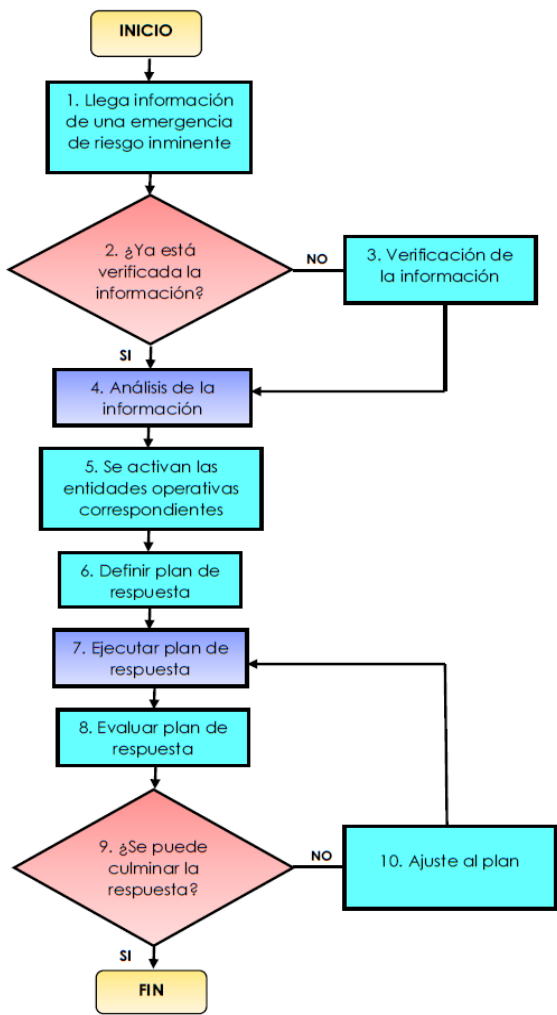 INICIO
1. Llega información
de una emergencia
de riesgo inminente
2. ¿Ya está
verificada la
información?
NO
3. Verificación de
la información
SI
4. Análisis de la
información
5. Se activan las
entidades operativas
correspondientes
6. Definir plan de
respuesta
7. Ejecutar plan de
respuesta
8. Evaluar plan de
respuesta
9. ¿Se puede
culminar la
respuesta?
NO
10. Ajuste al plan
SI
FIN